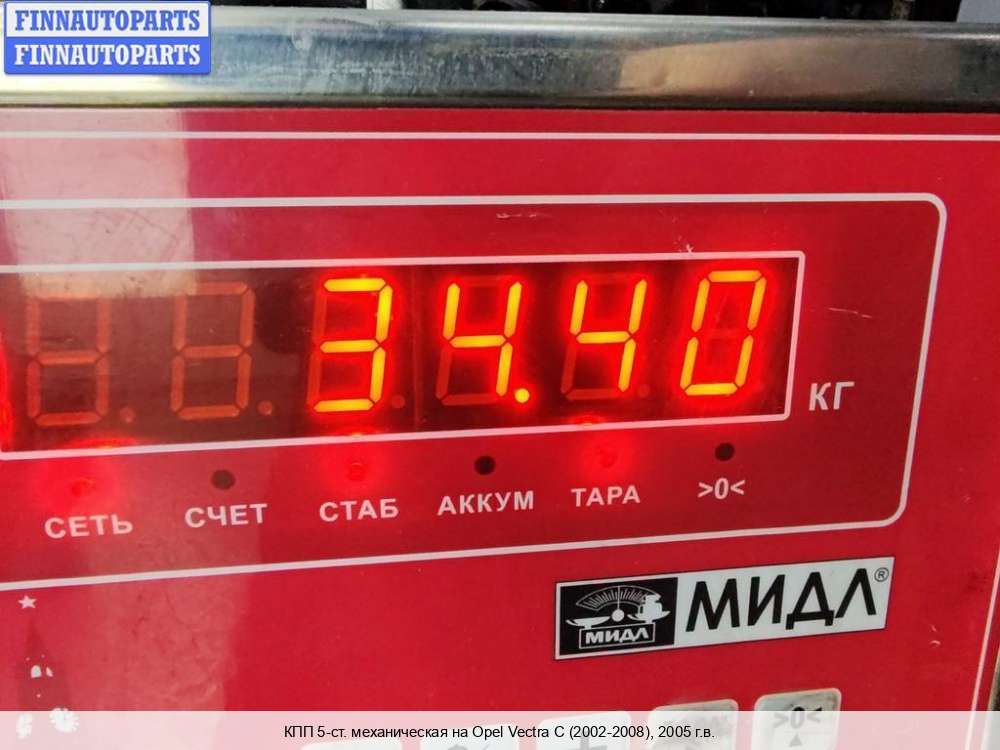 FINNAUTOPARTS
FINNAUTOPARTS
34.40
КГ
СЕТЬ СЧЕТ СТАБ АККУМ ТАРА >0<
МИДЛ МИДЛ®
>0<
КПП 5-ст. механическая на Opel Vectra C (2002-2008), 2005 г.в.